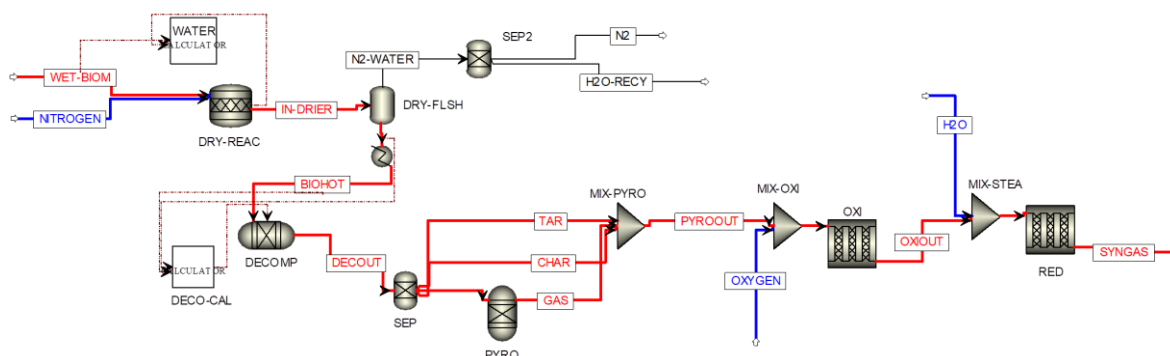 WATER
CALCULATOR
WET-BIOM
NITROGEN
DRY-REAC
IN-DRIER
N2-WATER
DRY-FLSH
SEP2
N2
H2O-RECY
BIOHOT
DECOMP
CALCULATOR
DECO-CAL
DECOUT
SEP
TAR
CHAR
GAS
PYRO
MIX-PYRO
PYROOUT
MIX-OXI
OXYGEN
OXI
OXIOUT
H2O
MIX-STEA
RED
SYNGAS